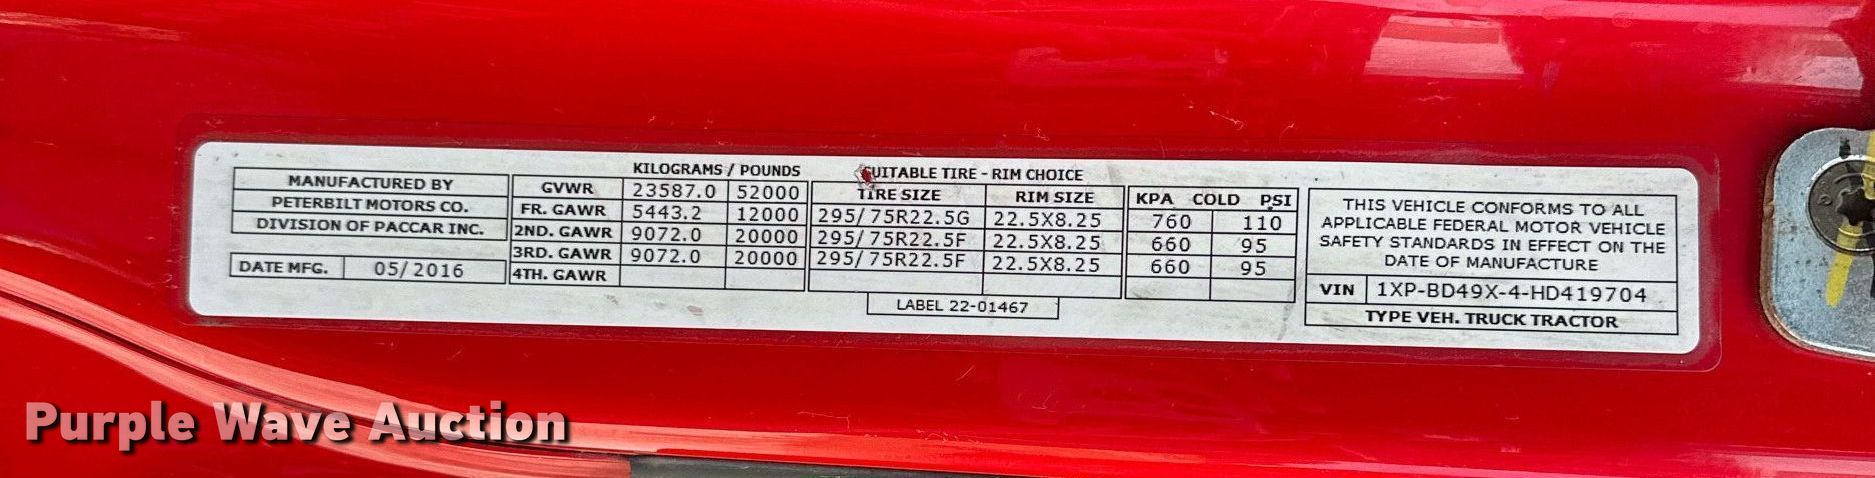 MANUFACTURED BY
PETERBILT MOTORS CO.
DIVISION OF PACCAR INC.
DATE MFG. 05/2016
KILOGRAMS / POUNDS
GVWR 23587.0 52000
FR. GAWR 5443.2 12000
2ND. GAWR 9072.0 20000
3RD. GAWR 9072.0 20000
4TH. GAWR
SUITABLE TIRE - RIM CHOICE
TIRE SIZE RIM SIZE
295/75R22.5G 22.5X8.25
295/75R22.5F 22.5X8.25
295/75R22.5F 22.5X8.25
KPA COLD PSI
760 110
660 95
660 95
LABEL 22-01467
THIS VEHICLE CONFORMS TO ALL
APPLICABLE FEDERAL MOTOR VEHICLE
SAFETY STANDARDS IN EFFECT ON THE
DATE OF MANUFACTURE
VIN 1XP-BD49X-4-HD419704
TYPE VEH. TRUCK TRACTOR
Purple Wave Auction